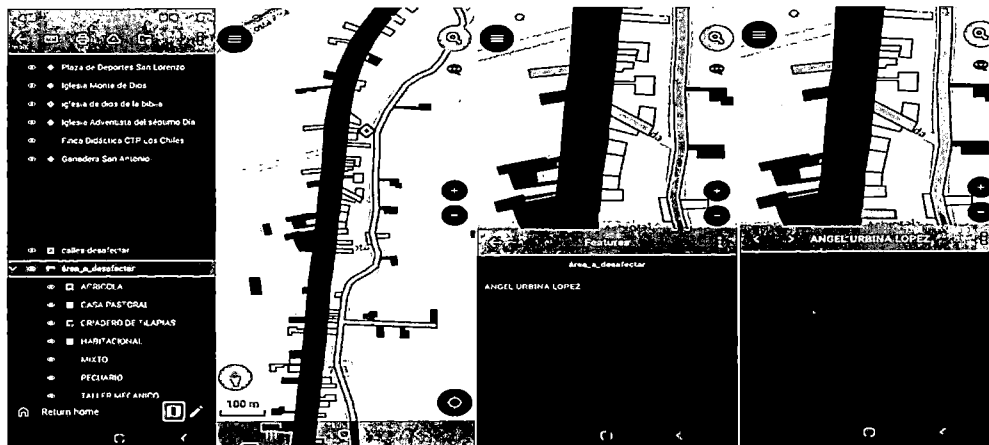 Plaza de Deportes San Lorenzo
Iglesia Monte de Dios
iglesia de dios de la biblia
Iglesia Adventista del séptimo Día
Finca Didáctica CTP Los Chiles
Ganadera San Antonio
calles desafectar
área_a_desafectar
AGRICOLA
CASA PASTORAL
CRIADERO DE TILAPIAS
HABITACIONAL
MIXTO
PECUARIO
TALLER MECANICO
Return home
100 m
Features
área_a_desafectar
ANGEL URBINA LOPEZ
ANGEL URBINA LOPEZ